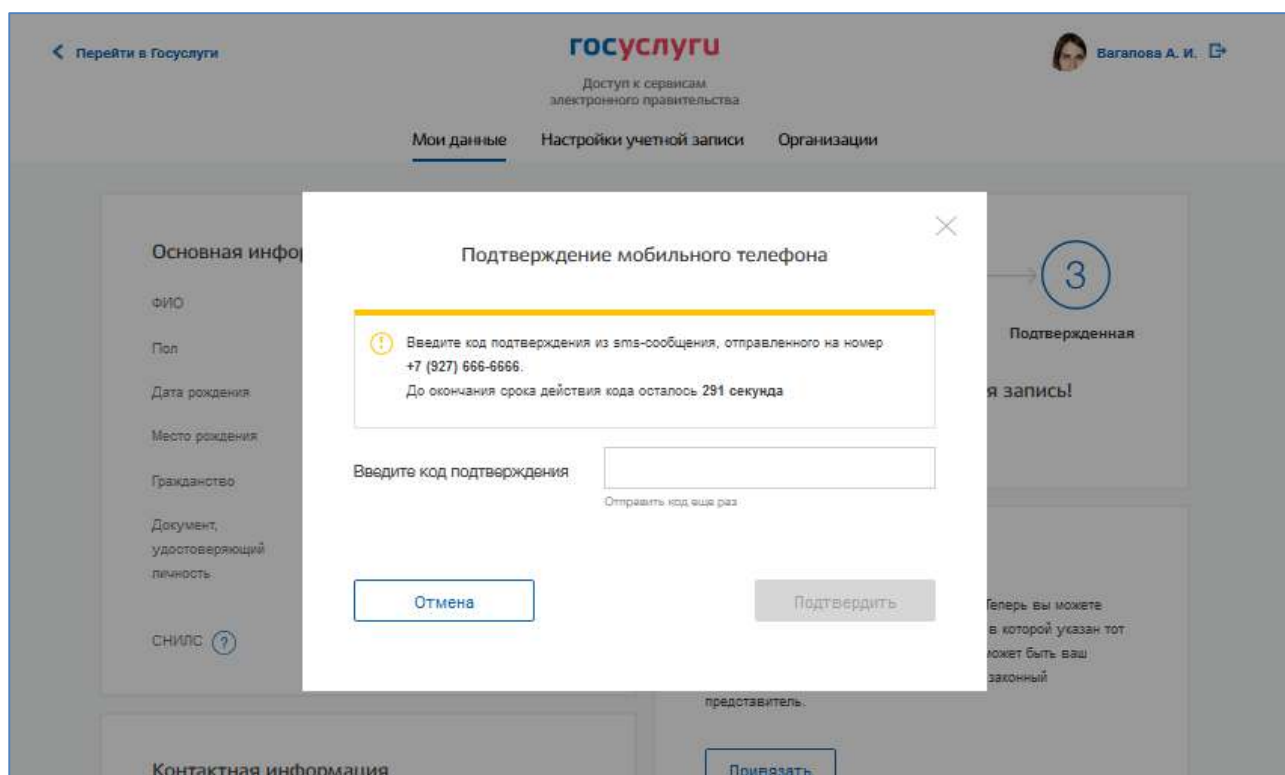 Перейти в Госуслуги
госуслуги
Вагапова А. И.
Доступ к сервисам
электронного правительства
Мои данные Настройки учетной записи Организации
Основная инфор
ФИО
Пол
Дата рождения
Место рождения
Гражданство
Документ,
удостоверяющий
личность
СНИЛС ?
Подтверждение мобильного телефона
Введите код подтверждения из sms-сообщения, отправленного на номер
+7 (927) 666-6666.
До окончания срока действия кода осталось 291 секунда
Введите код подтверждения
Отправить код еще раз
Отмена Подтвердить
3
Подтвержденная
я запись!
Теперь вы можете
в которой указан тот
может быть ваш
законный
представитель.
Привязать
Контактная информация